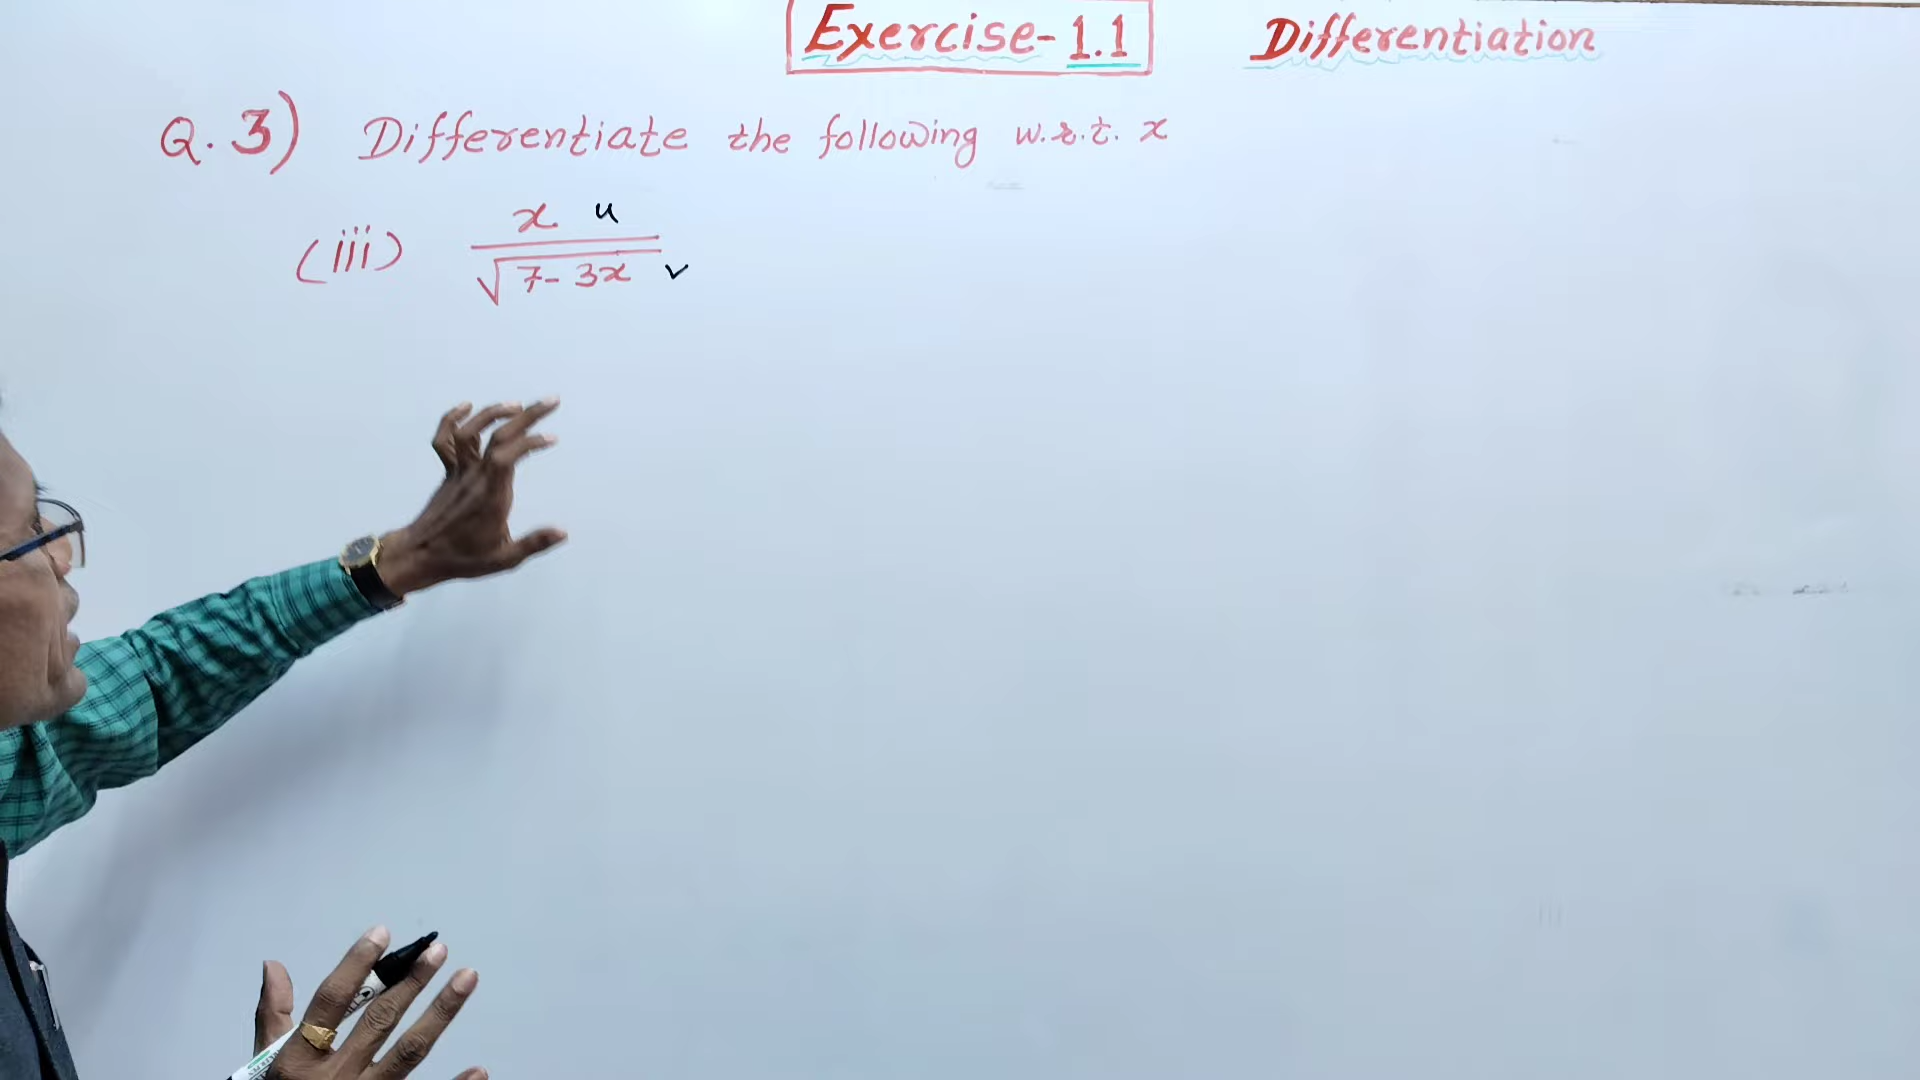 Exercise-1.1 Differentiation
Q. 3) Differentiate the following w.r.t. x
(iii) x u
√7-3x v